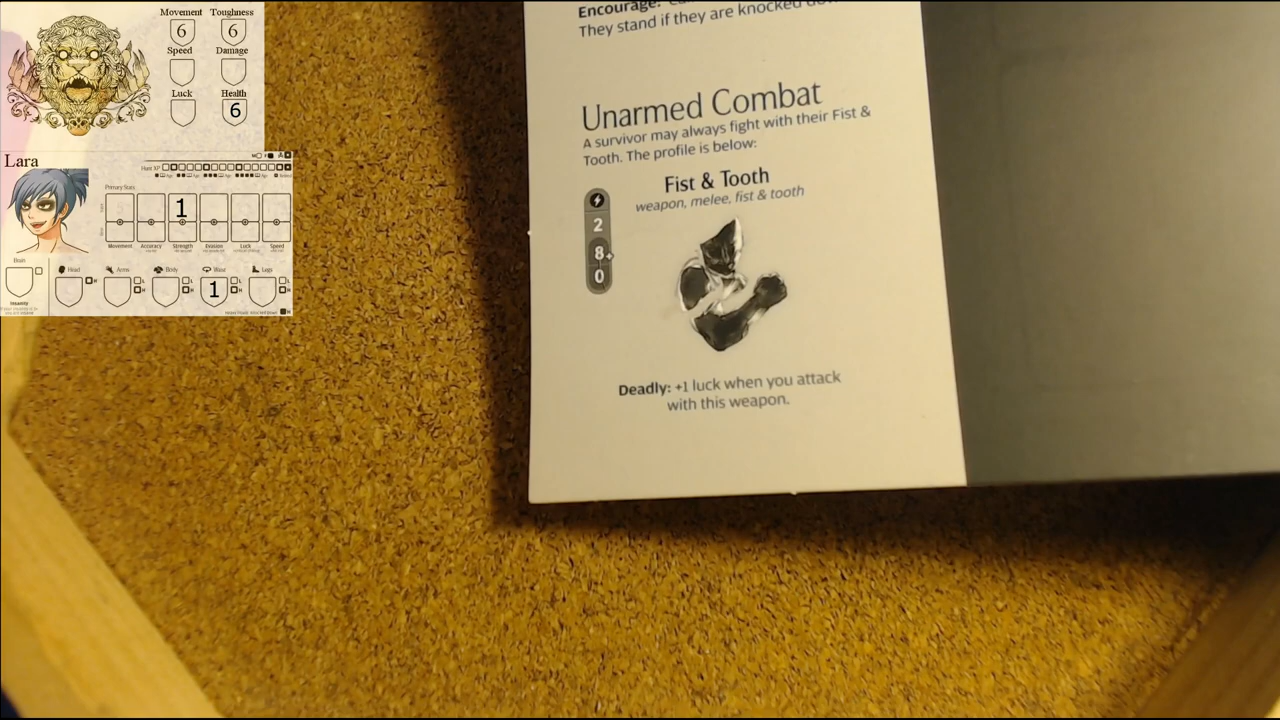 Movement Toughness
6 6
Speed Damage
Luck Health
6
Lara
Hunt XP
Primary Stats
1
Movement Accuracy Strength Evasion Luck Speed
Brain
Head Arms Body Waist Legs
1
Insanity
Encourage:
They stand if they are knocked
Unarmed Combat
A survivor may always fight with their Fist &
Tooth. The profile is below:
Fist & Tooth
weapon, melee, fist & tooth
2
8+
0
Deadly: +1 luck when you attack
with this weapon.